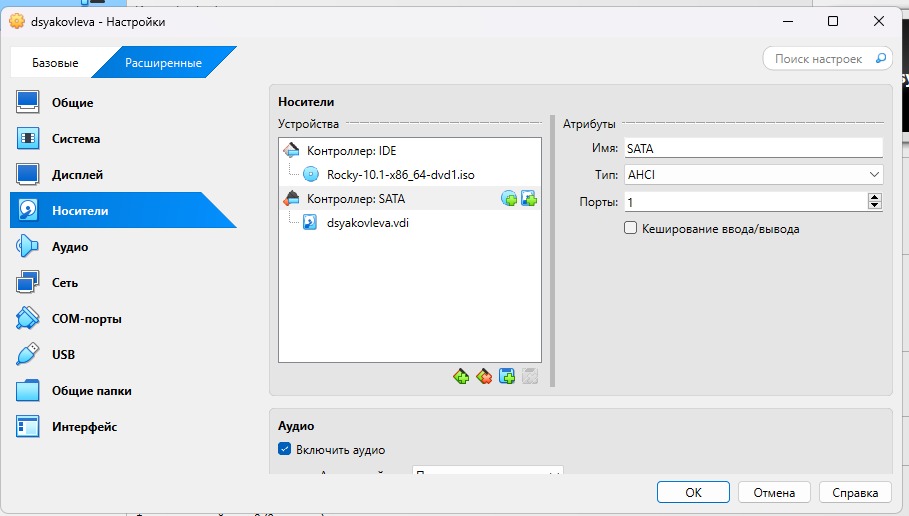 dsyakovleva - Настройки
Базовые
Расширенные
Поиск настроек
Общие
Система
Дисплей
Носители
Аудио
Сеть
COM-порты
USB
Общие папки
Интерфейс
Носители
Устройства
Контроллер: IDE
Rocky-10.1-x86_64-dvd1.iso
Контроллер: SATA
dsyakovleva.vdi
Атрибуты
Имя: SATA
Тип: AHCI
Порты: 1
Кеширование ввода/вывода
Аудио
Включить аудио
OK
Отмена
Справка